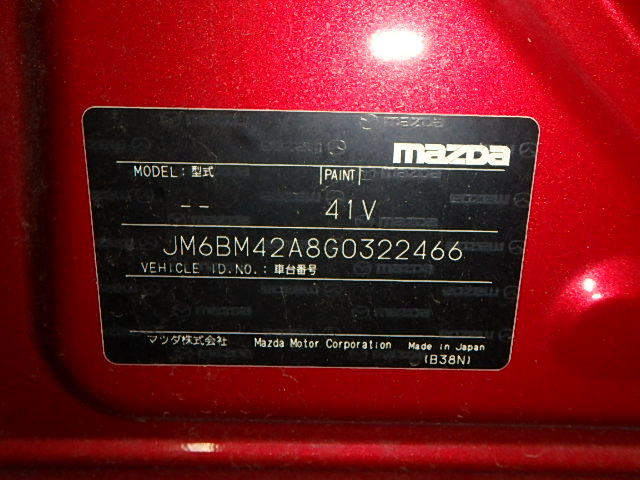 mazda
MODEL：型式 PAINT
-- 41V
JM6BM42A8G0322466
VEHICLE ID.NO.：車台番号
マツダ株式会社 Mazda Motor Corporation Made in Japan
(B38N)